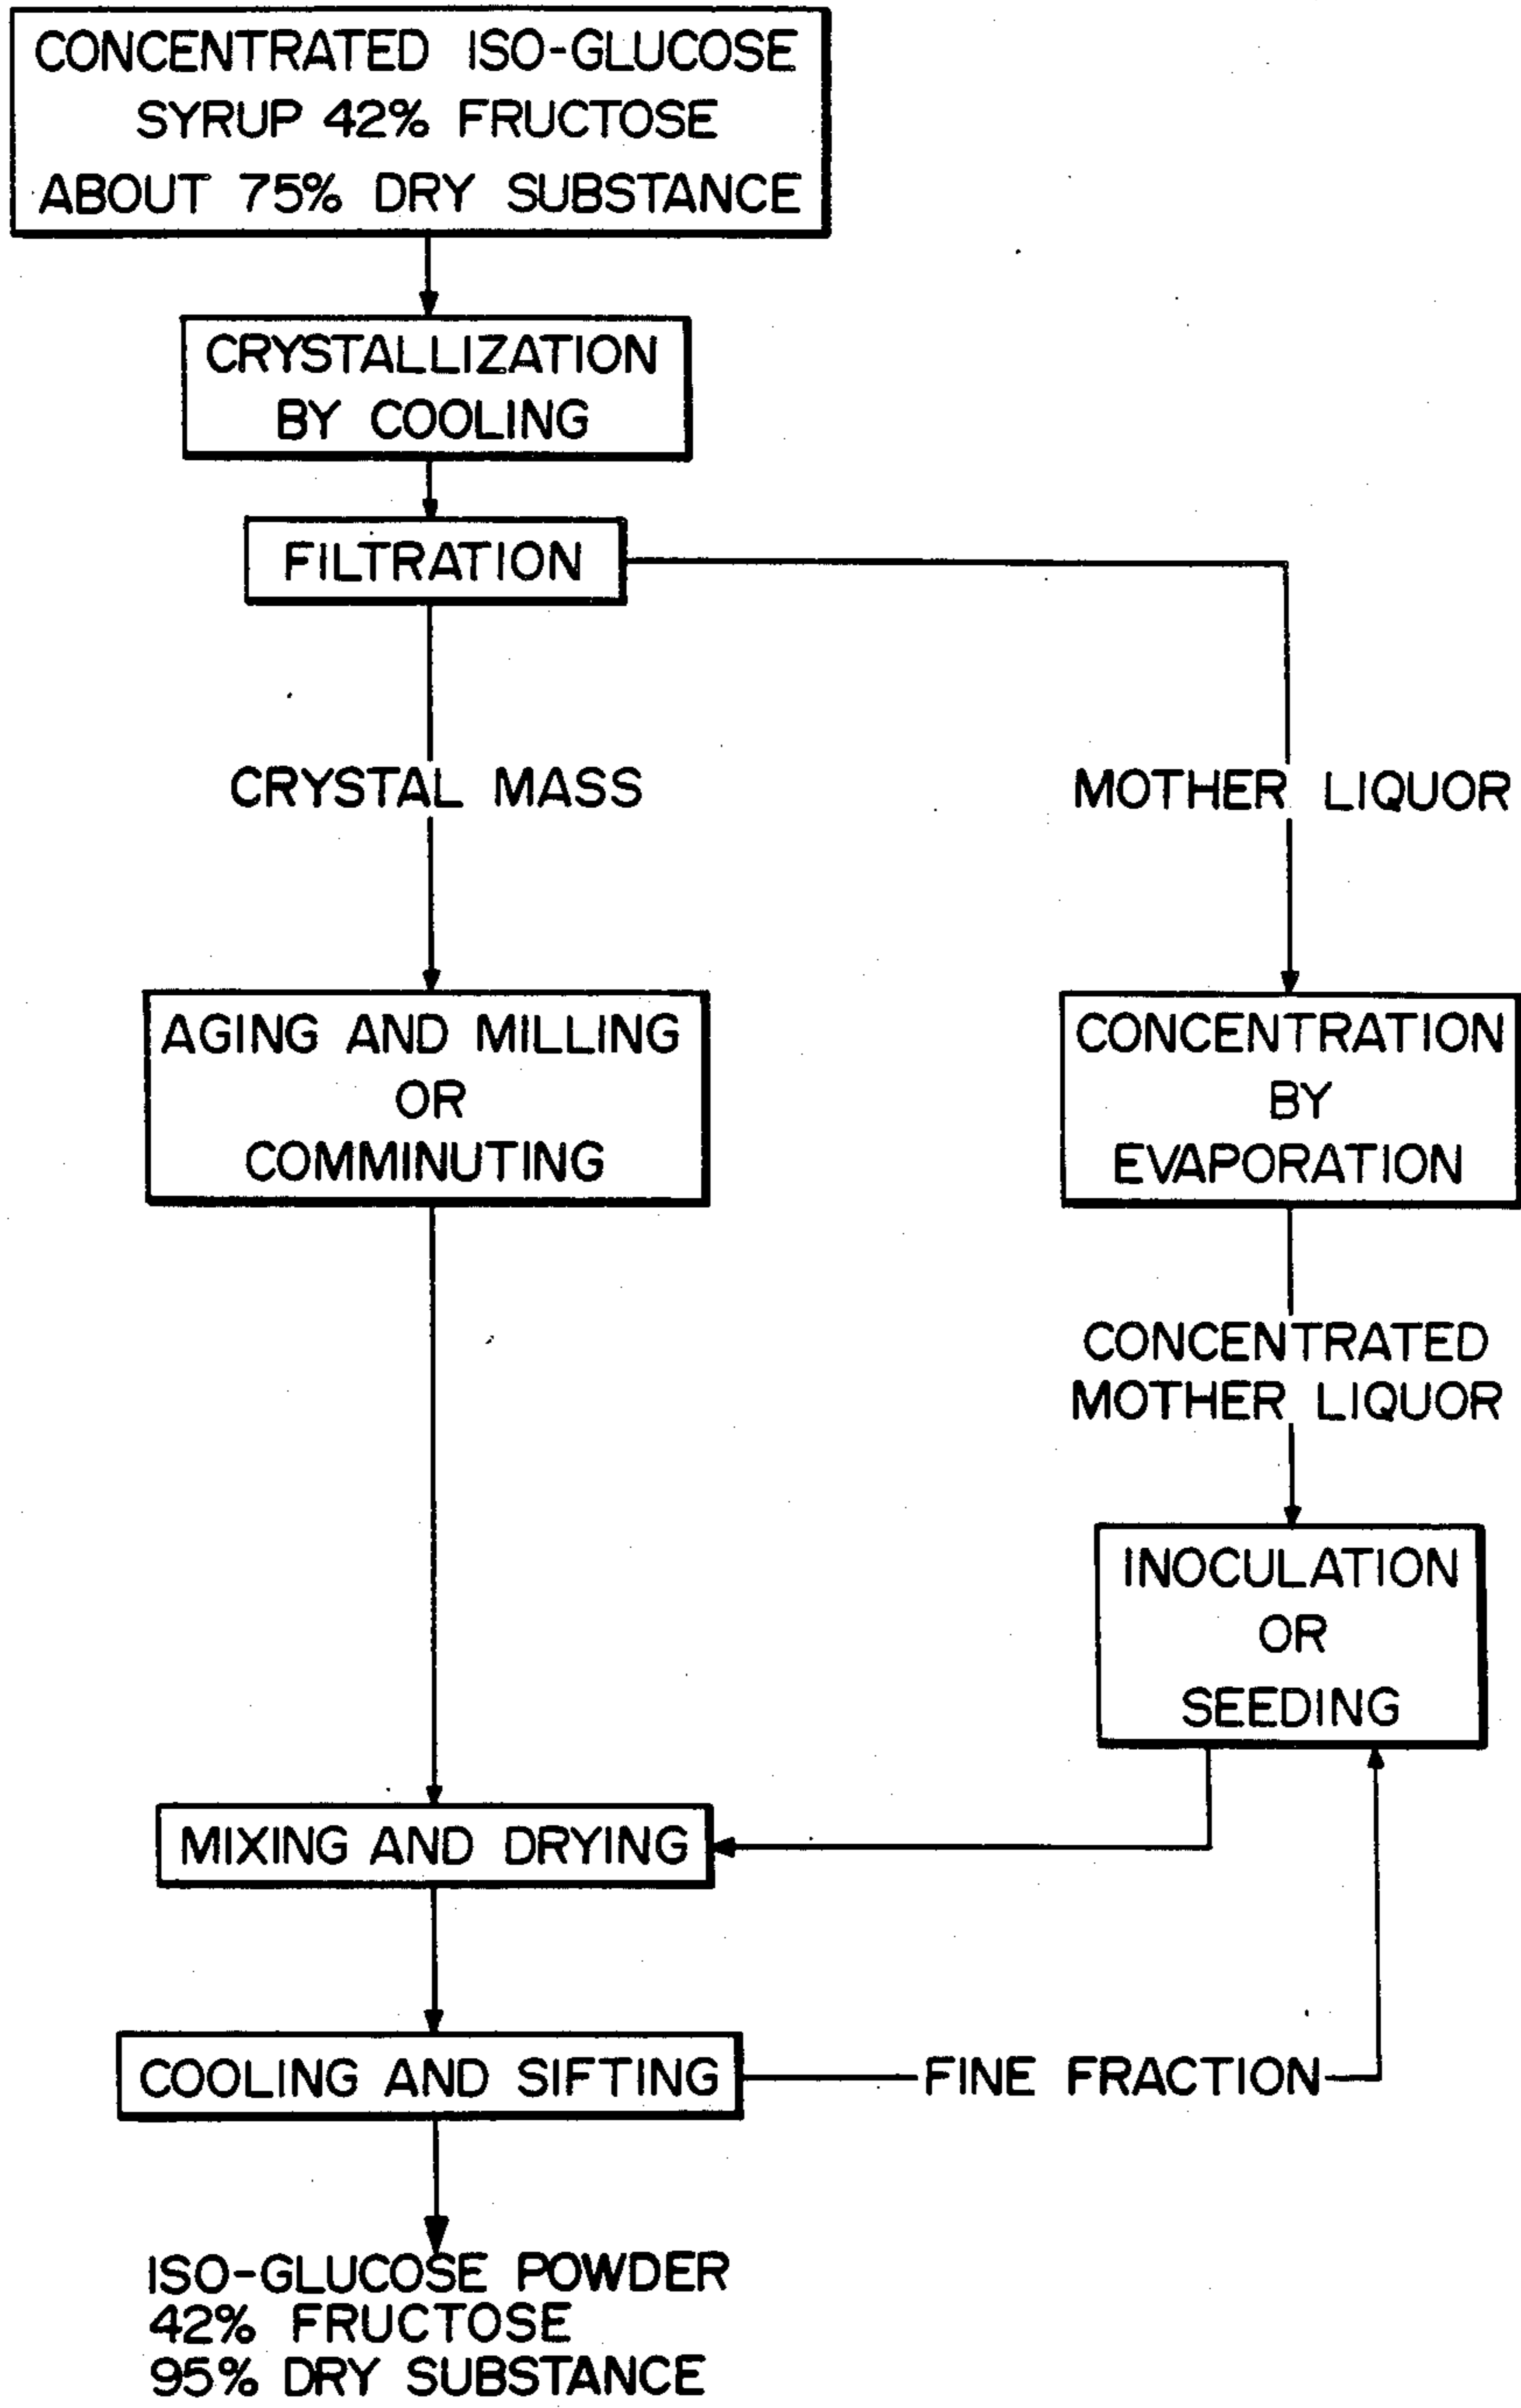 CONCENTRATED ISO-GLUCOSE
SYRUP 42% FRUCTOSE
ABOUT 75% DRY SUBSTANCE
CRYSTALLIZATION
BY COOLING
FILTRATION
CRYSTAL MASS
MOTHER LIQUOR
AGING AND MILLING
OR
COMMINUTING
CONCENTRATION
BY
EVAPORATION
CONCENTRATED
MOTHER LIQUOR
INOCULATION
OR
SEEDING
MIXING AND DRYING
COOLING AND SIFTING
FINE FRACTION
ISO-GLUCOSE POWDER
42% FRUCTOSE
95% DRY SUBSTANCE